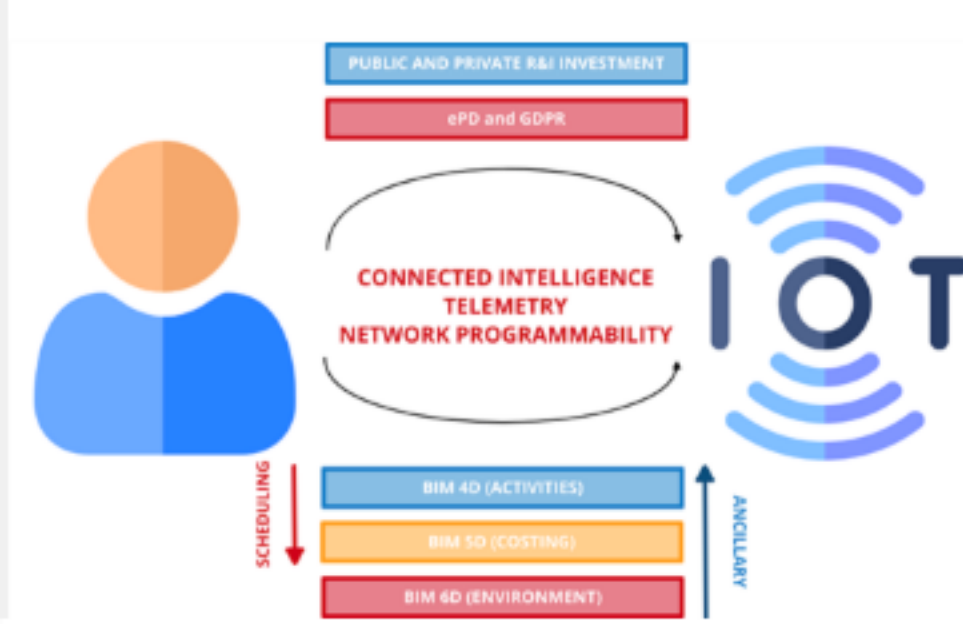 PUBLIC AND PRIVATE R&I INVESTMENT
ePD and GDPR
CONNECTED INTELLIGENCE
TELEMETRY
NETWORK PROGRAMMABILITY
IOT
SCHEDULING
BIM 4D (ACTIVITIES)
BIM 5D (COSTING)
BIM 6D (ENVIRONMENT)
ANCILLARY